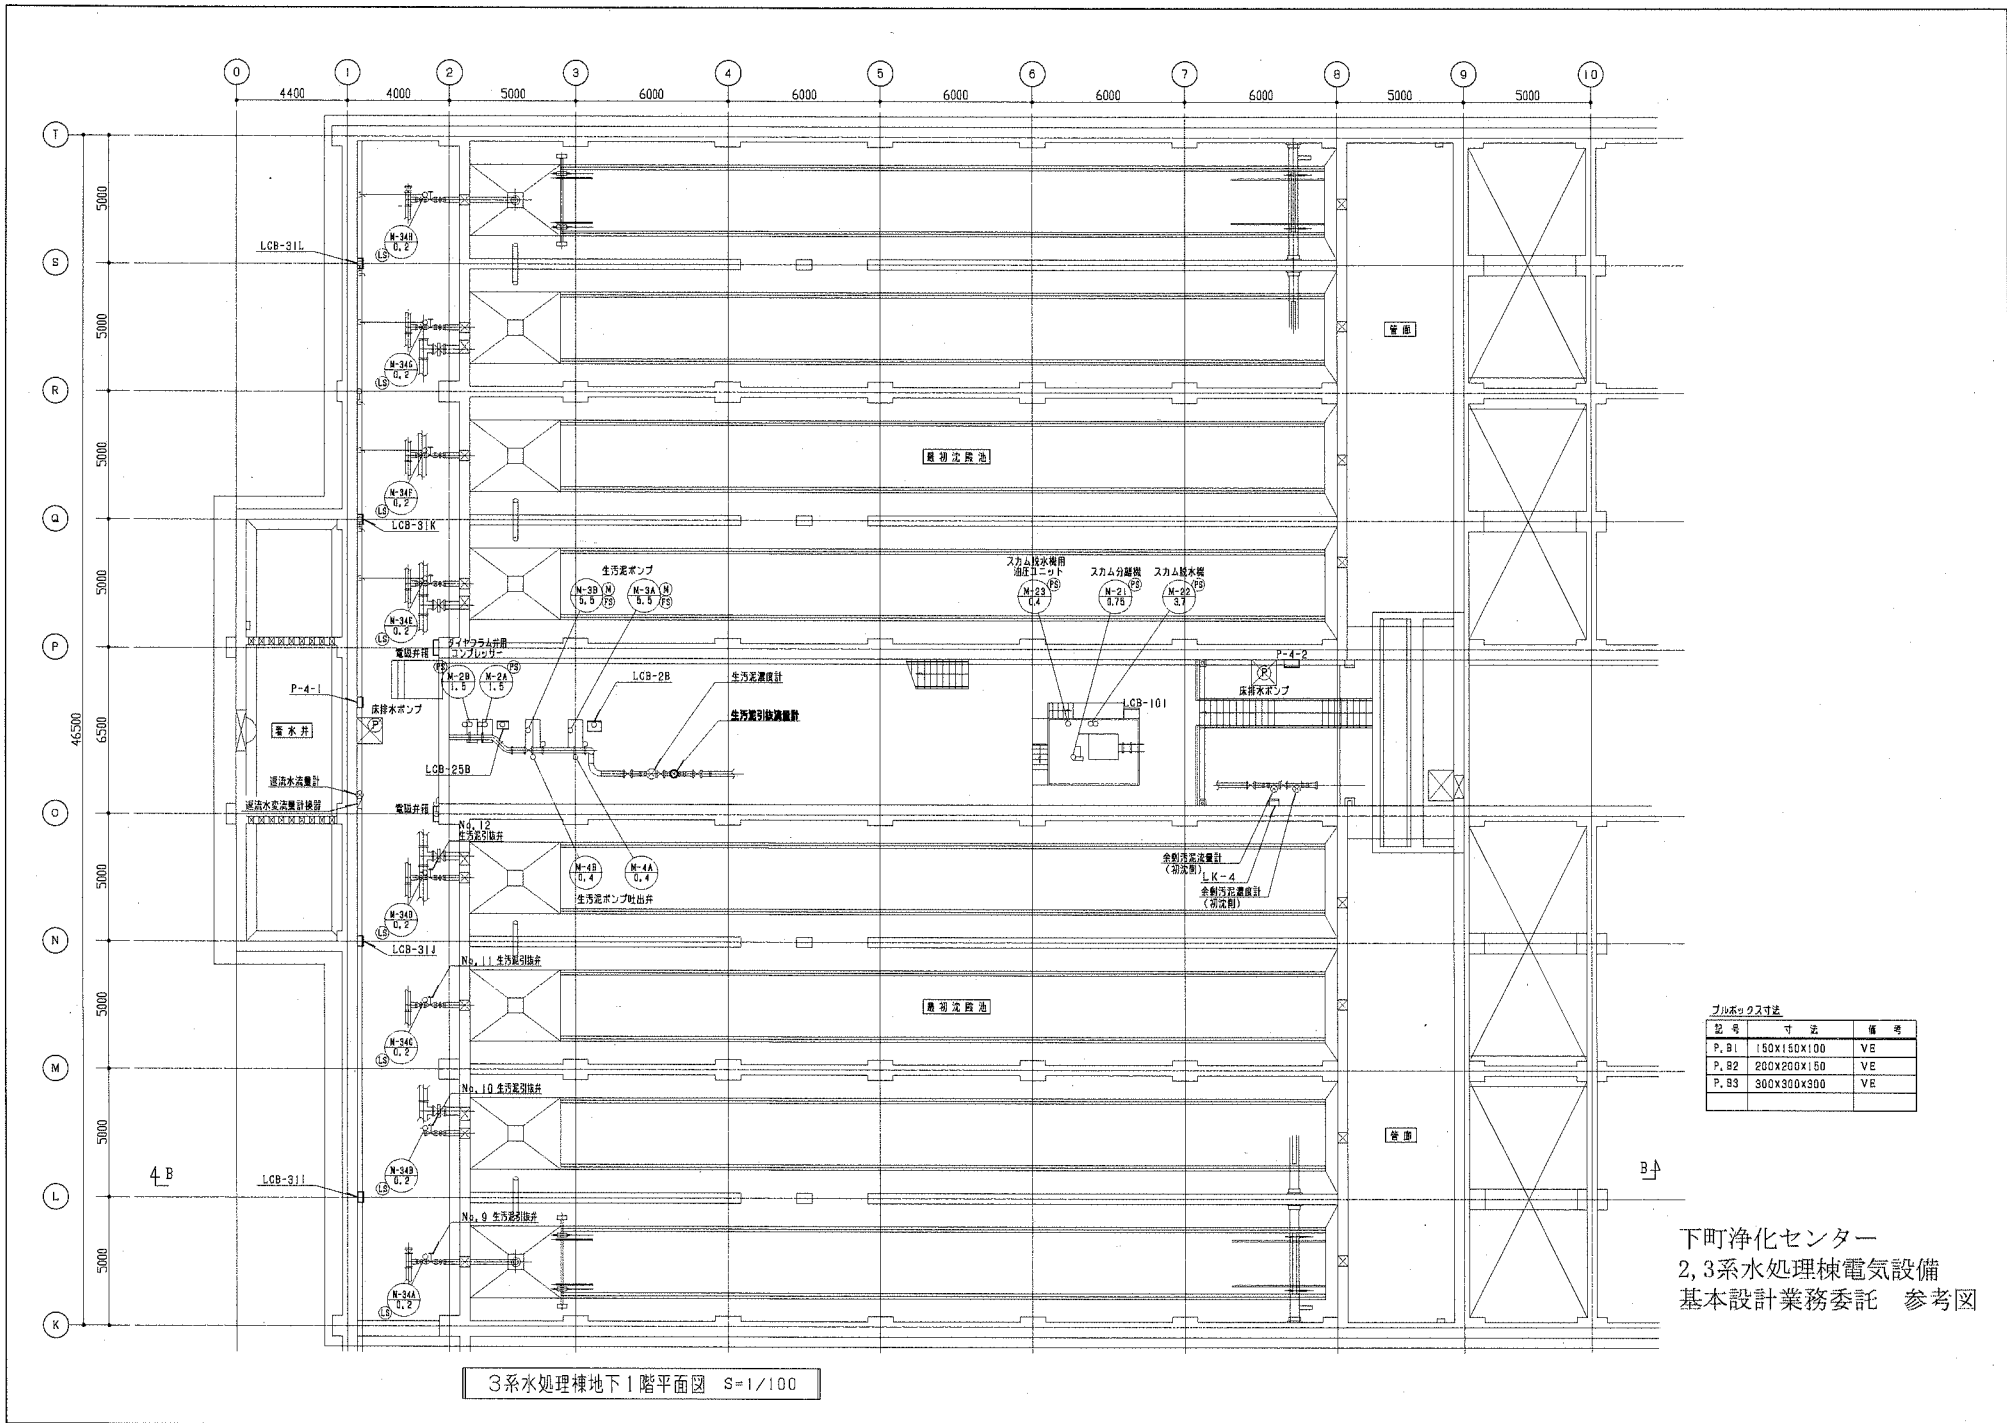 0 1 2 3 4 5 6 7 8 9 10
4400 4000 5000 6000 6000 6000 6000 6000 5000 5000
T
5000
M-34H
0.2
LS
LCB-31L
S
5000
M-34G
0.2
LS
管廊
R
5000
M-34F
0.2
LS
最初沈殿池
Q
LCB-31K
5000
M-34E
0.2
LS
生汚泥ポンプ
M-3B
5.5
M
FS
M-3A
5.5
M
FS
スカム脱水機用
油圧ユニット
M-23
0.4
PS
スカム分離機
M-21
0.75
PS
スカム脱水機
M-22
3.7
PS
P
電磁弁箱
ダイヤフラム弁用
コンプレッサー
PS
M-2B
1.5
M-2A
1.5
PS
LCB-2B
生汚泥濃度計
生汚泥引抜流量計
P-4-2
P
床排水ポンプ
P-4-1
床排水ポンプ
P
46500
6500
着水井
LCB-25B
LCB-101
返流水流量計
返流水変流量計検器
電磁弁箱
O
No.12
生汚泥引抜弁
5000
M-4B
0.4
M-4A
0.4
生汚泥ポンプ吐出弁
余剰汚泥流量計
(初沈側)
LK-4
余剰汚泥濃度計
(初沈側)
M-34D
0.2
LS
N
LCB-31J
No.11 生汚泥引抜弁
5000
最初沈殿池
M-34C
0.2
LS
M
No.10 生汚泥引抜弁
5000
管廊
M-34B
0.2
LS
B
B
L
LCB-31I
No.9 生汚泥引抜弁
5000
M-34A
0.2
LS
K
プルボックス寸法
記号 寸法 備考
P.B1 150X150X100 VE
P.B2 200X200X150 VE
P.B3 300X300X300 VE
下町浄化センター
2,3系水処理棟電気設備
基本設計業務委託 参考図
3系水処理棟地下1階平面図 S=1/100